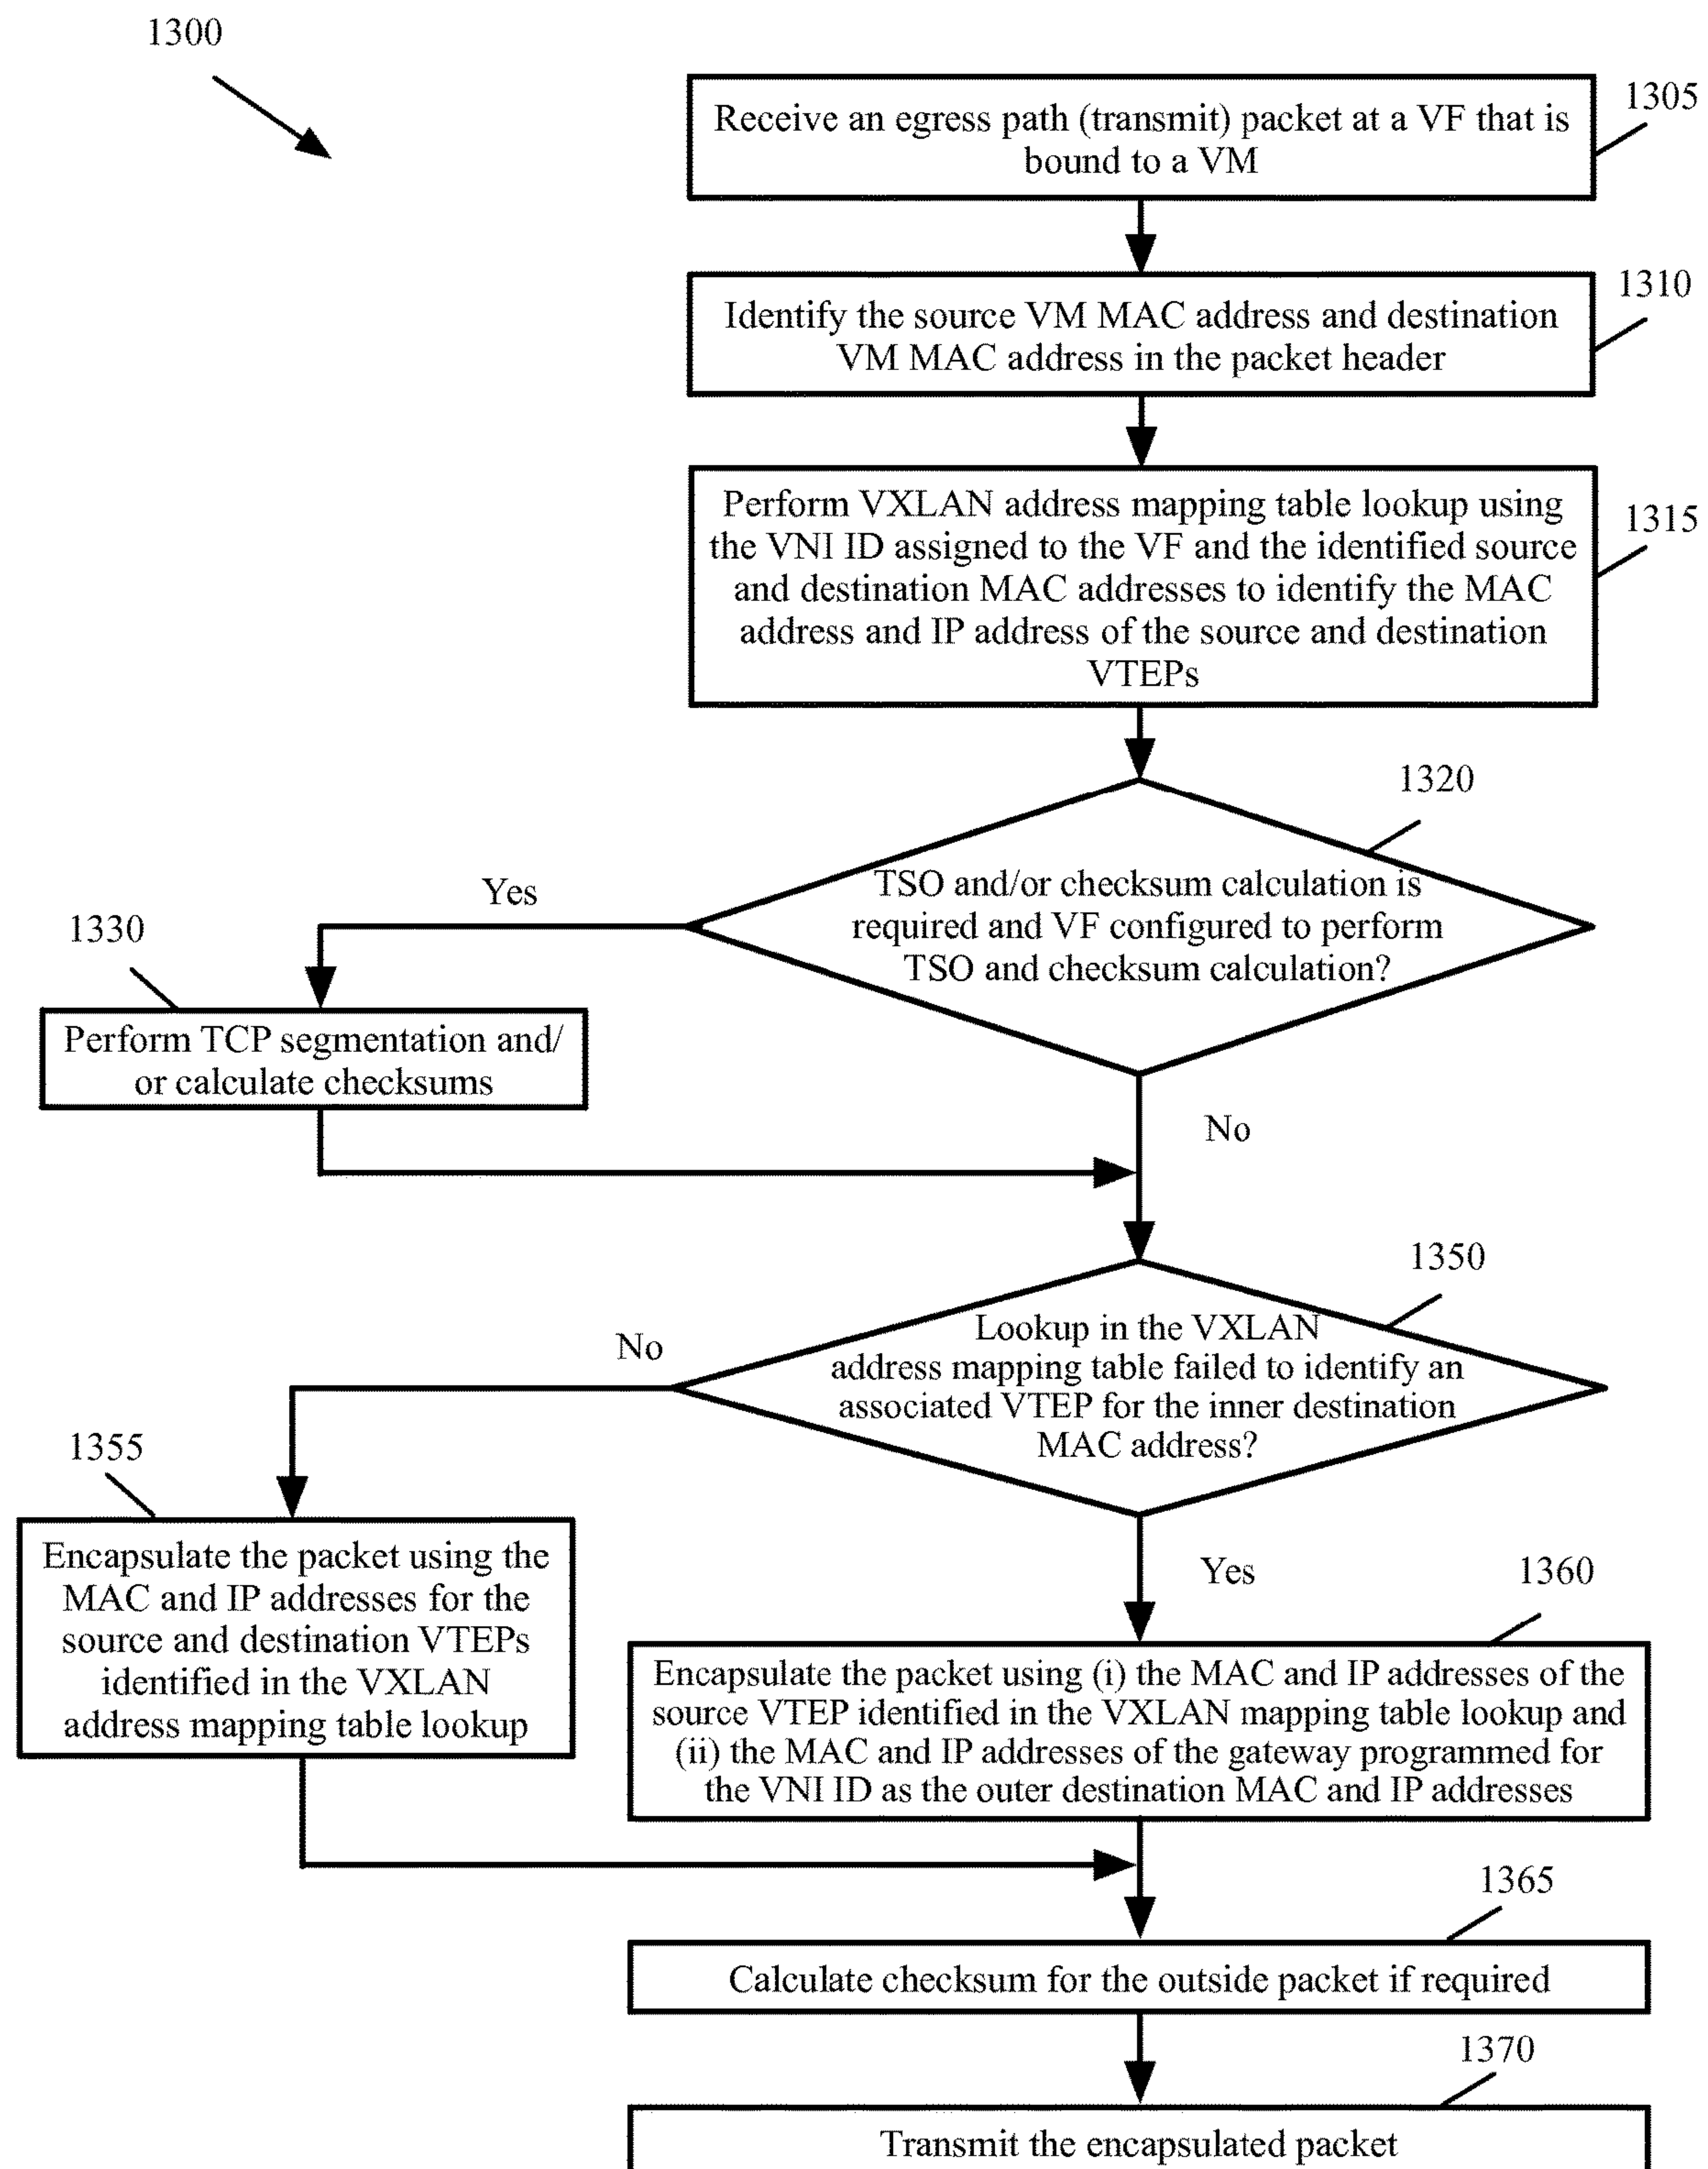 1300
Receive an egress path (transmit) packet at a VF that is
bound to a VM
1305
Identify the source VM MAC address and destination
VM MAC address in the packet header
1310
Perform VXLAN address mapping table lookup using
the VNI ID assigned to the VF and the identified source
and destination MAC addresses to identify the MAC
address and IP address of the source and destination
VTEPs
1315
1320
TSO and/or checksum calculation is
required and VF configured to perform
TSO and checksum calculation?
Yes
1330
Perform TCP segmentation and/
or calculate checksums
No
1350
Lookup in the VXLAN
address mapping table failed to identify an
associated VTEP for the inner destination
MAC address?
No
1355
Encapsulate the packet using the
MAC and IP addresses for the
source and destination VTEPs
identified in the VXLAN
address mapping table lookup
Yes
1360
Encapsulate the packet using (i) the MAC and IP addresses of the
source VTEP identified in the VXLAN mapping table lookup and
(ii) the MAC and IP addresses of the gateway programmed for
the VNI ID as the outer destination MAC and IP addresses
1365
Calculate checksum for the outside packet if required
1370
Transmit the encapsulated packet